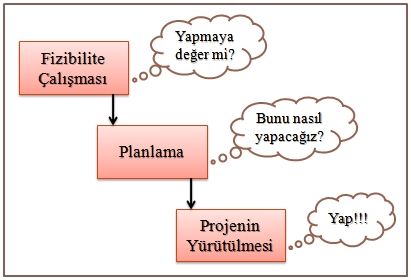 Fizibilite
Çalışması
Yapmaya
değer mi?
Planlama
Bunu nasıl
yapacağız?
Projenin
Yürütülmesi
Yap!!!